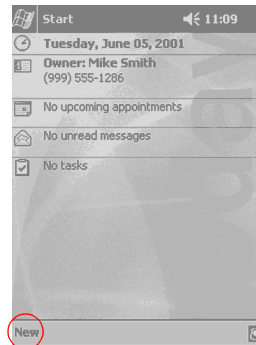 Start 11:09
Tuesday, June 05, 2001
Owner: Mike Smith
(999) 555-1286
No upcoming appointments
No unread messages
No tasks
New